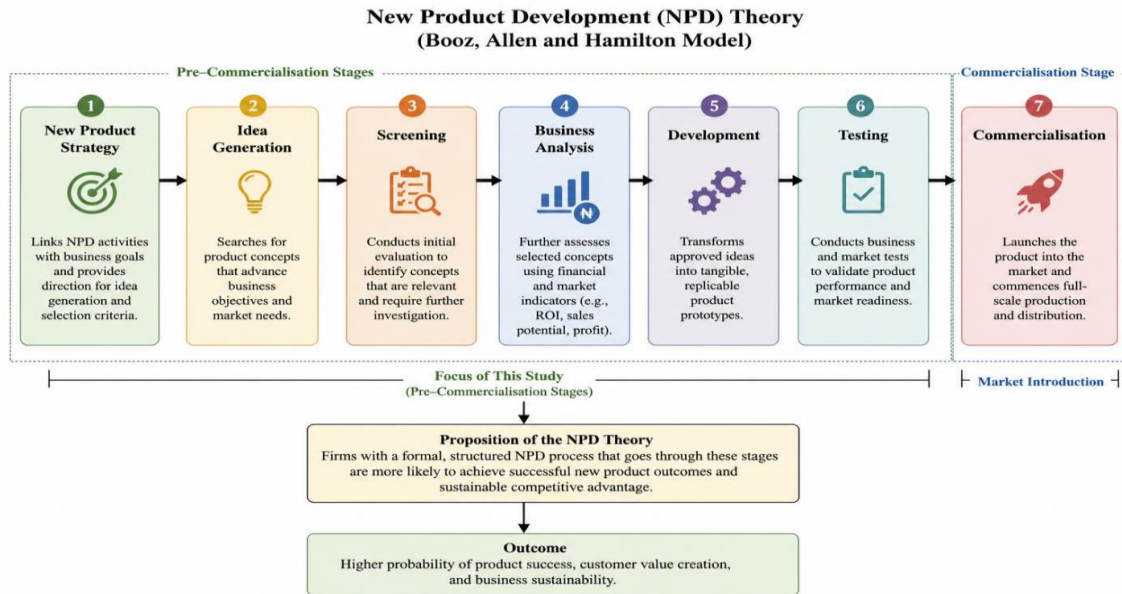 New Product Development (NPD) Theory
(Booz, Allen and Hamilton Model)
Pre–Commercialisation Stages
Commercialisation Stage
1
New Product
Strategy
Links NPD activities
with business goals
and provides
direction for idea
generation and
selection criteria.
2
Idea
Generation
Searches for
product concepts
that advance
business
objectives and
market needs.
3
Screening
Conducts initial
evaluation to
identify concepts
that are relevant
and require further
investigation.
4
Business
Analysis
N
Further assesses
selected concepts
using financial
and market
indicators (e.g.,
ROI, sales
potential, profit).
5
Development
Transforms
approved ideas
into tangible,
replicable
product
prototypes.
6
Testing
Conducts business
and market tests
to validate product
performance and
market readiness.
7
Commercialisation
Launches the
product into the
market and
commences full-
scale production
and distribution.
Focus of This Study
(Pre–Commercialisation Stages)
Market Introduction
Proposition of the NPD Theory
Firms with a formal, structured NPD process that goes through these stages
are more likely to achieve successful new product outcomes and
sustainable competitive advantage.
Outcome
Higher probability of product success, customer value creation,
and business sustainability.